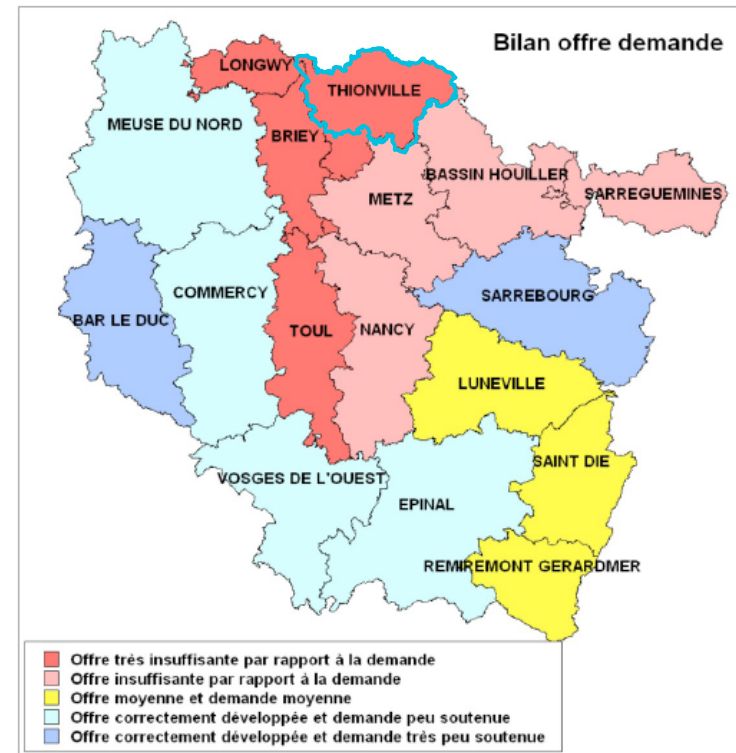 Bilan offre demande
LONGWY
THIONVILLE
MEUSE DU NORD
BRIEY
BASSIN HOUILLER
SARREGUEMINES
METZ
COMMERCY
SARREBOURG
BAR LE DUC
TOUL
NANCY
LUNEVILLE
SAINT DIE
VOSGES DE L'OUEST
EPINAL
REMIREMONT GERARDMER
Offre très insuffisante par rapport à la demande
Offre insuffisante par rapport à la demande
Offre moyenne et demande moyenne
Offre correctement développée et demande peu soutenue
Offre correctement développée et demande très peu soutenue